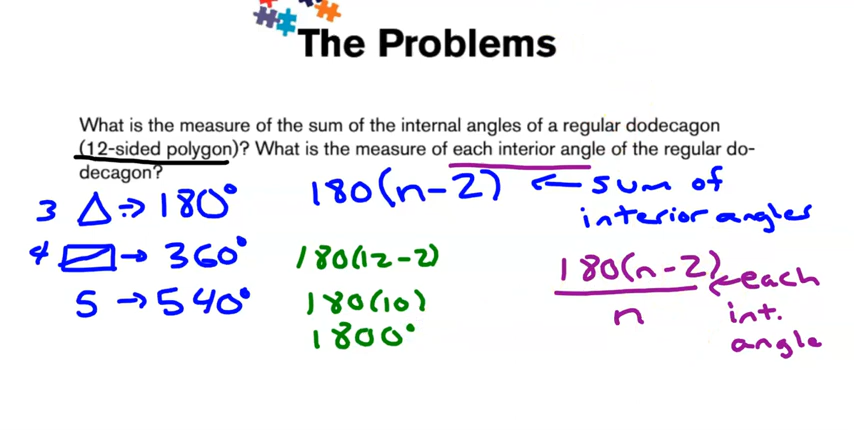 The Problems
What is the measure of the sum of the internal angles of a regular dodecagon
(12-sided polygon)? What is the measure of each interior angle of the regular do-
decagon?
3 △ → 180°
4 → 360°
5 → 540°
180(n-2) ← sum of
interior angles
180(12-2)
180(10)
1800°
180(n-2)
n
← each
int.
angle